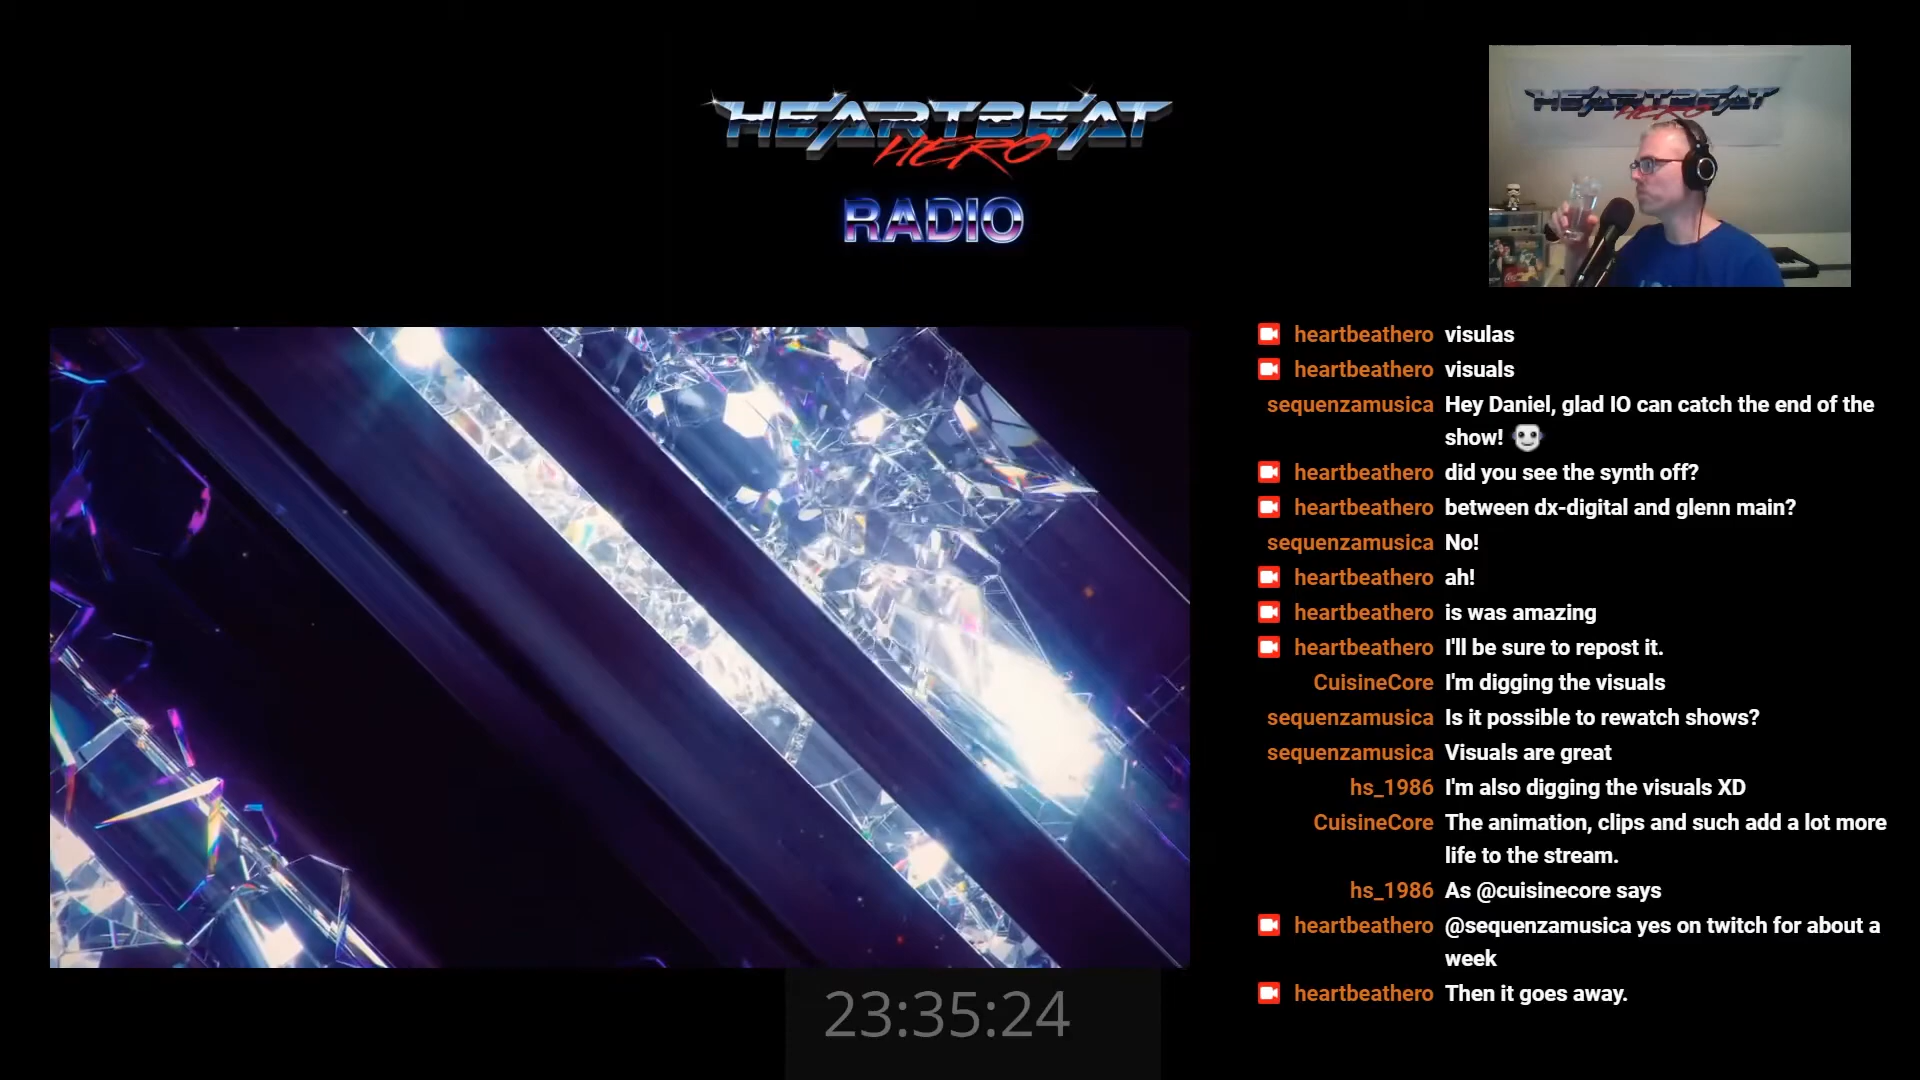 HEARTBEAT
HERO
RADIO
HEARTBEAT
HERO
heartbeathero visulas
heartbeathero visuals
sequenzamusica Hey Daniel, glad IO can catch the end of the
show!
heartbeathero did you see the synth off?
heartbeathero between dx-digital and glenn main?
sequenzamusica No!
heartbeathero ah!
heartbeathero is was amazing
heartbeathero I'll be sure to repost it.
CuisineCore I'm digging the visuals
sequenzamusica Is it possible to rewatch shows?
sequenzamusica Visuals are great
hs_1986 I'm also digging the visuals XD
CuisineCore The animation, clips and such add a lot more
life to the stream.
hs_1986 As @cuisinecore says
heartbeathero @sequenzamusica yes on twitch for about a
week
heartbeathero Then it goes away.
23:35:24